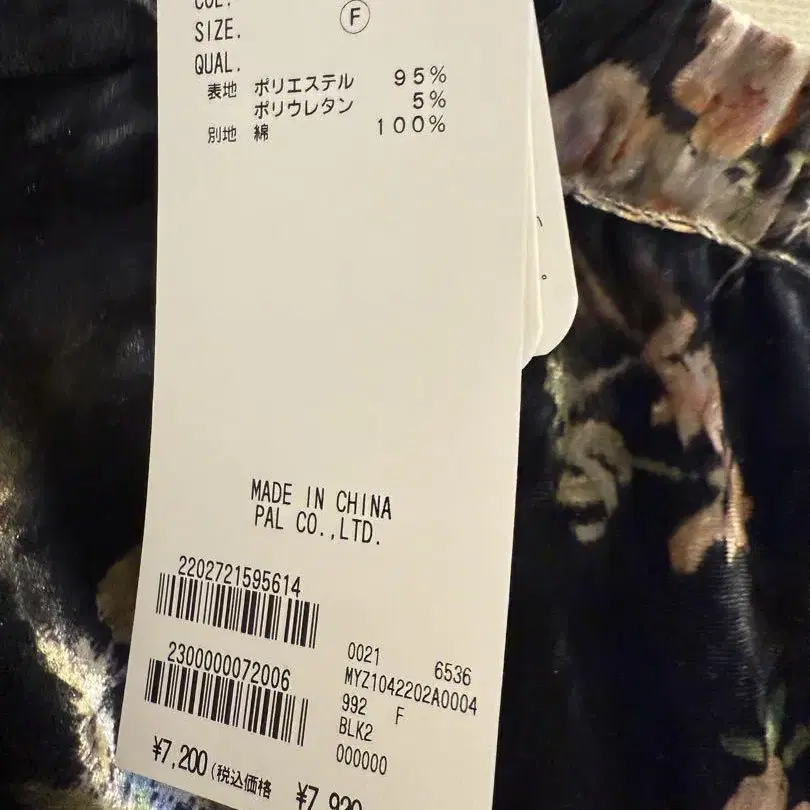 COL.
SIZE. F
QUAL.
表地 ポリエステル 95%
ポリウレタン 5%
別地 綿 100%
MADE IN CHINA
PAL CO.,LTD.
2202721595614
2300000072006
0021 6536
MYZ1042202A0004
992 F
BLK2
000000
¥7,200(税込価格 ¥7,920